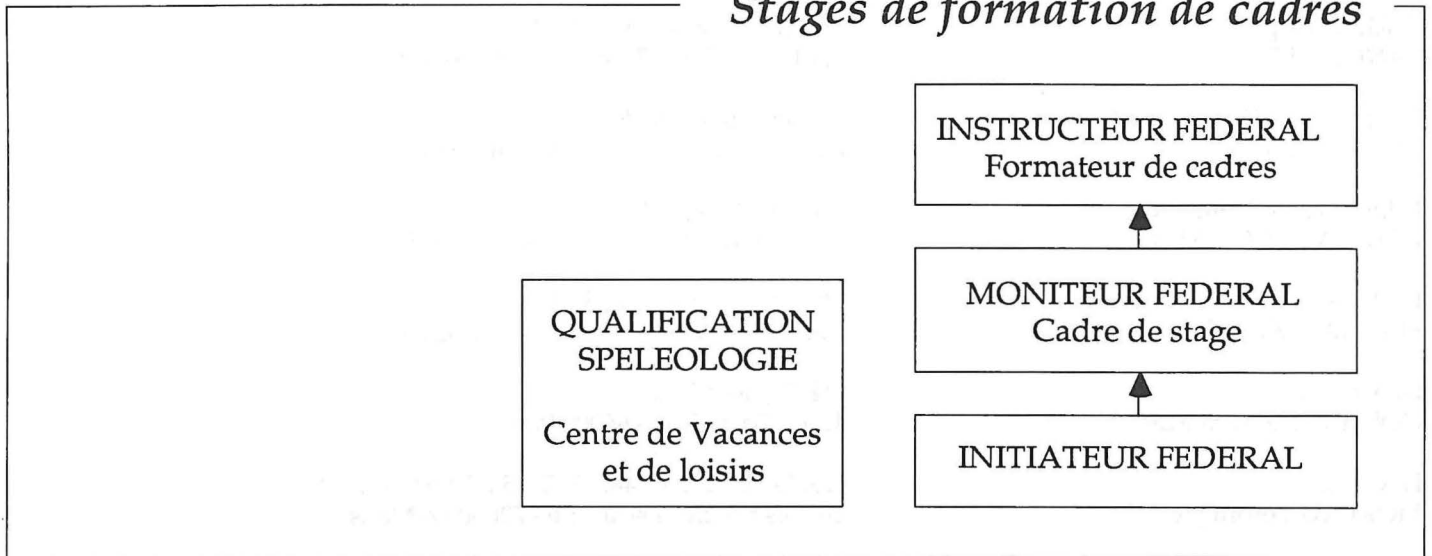 Stages de formation de cadres
INSTRUCTEUR FEDERAL
Formateur de cadres
MONITEUR FEDERAL
Cadre de stage
QUALIFICATION
SPELEOLOGIE
Centre de Vacances
et de loisirs
INITIATEUR FEDERAL